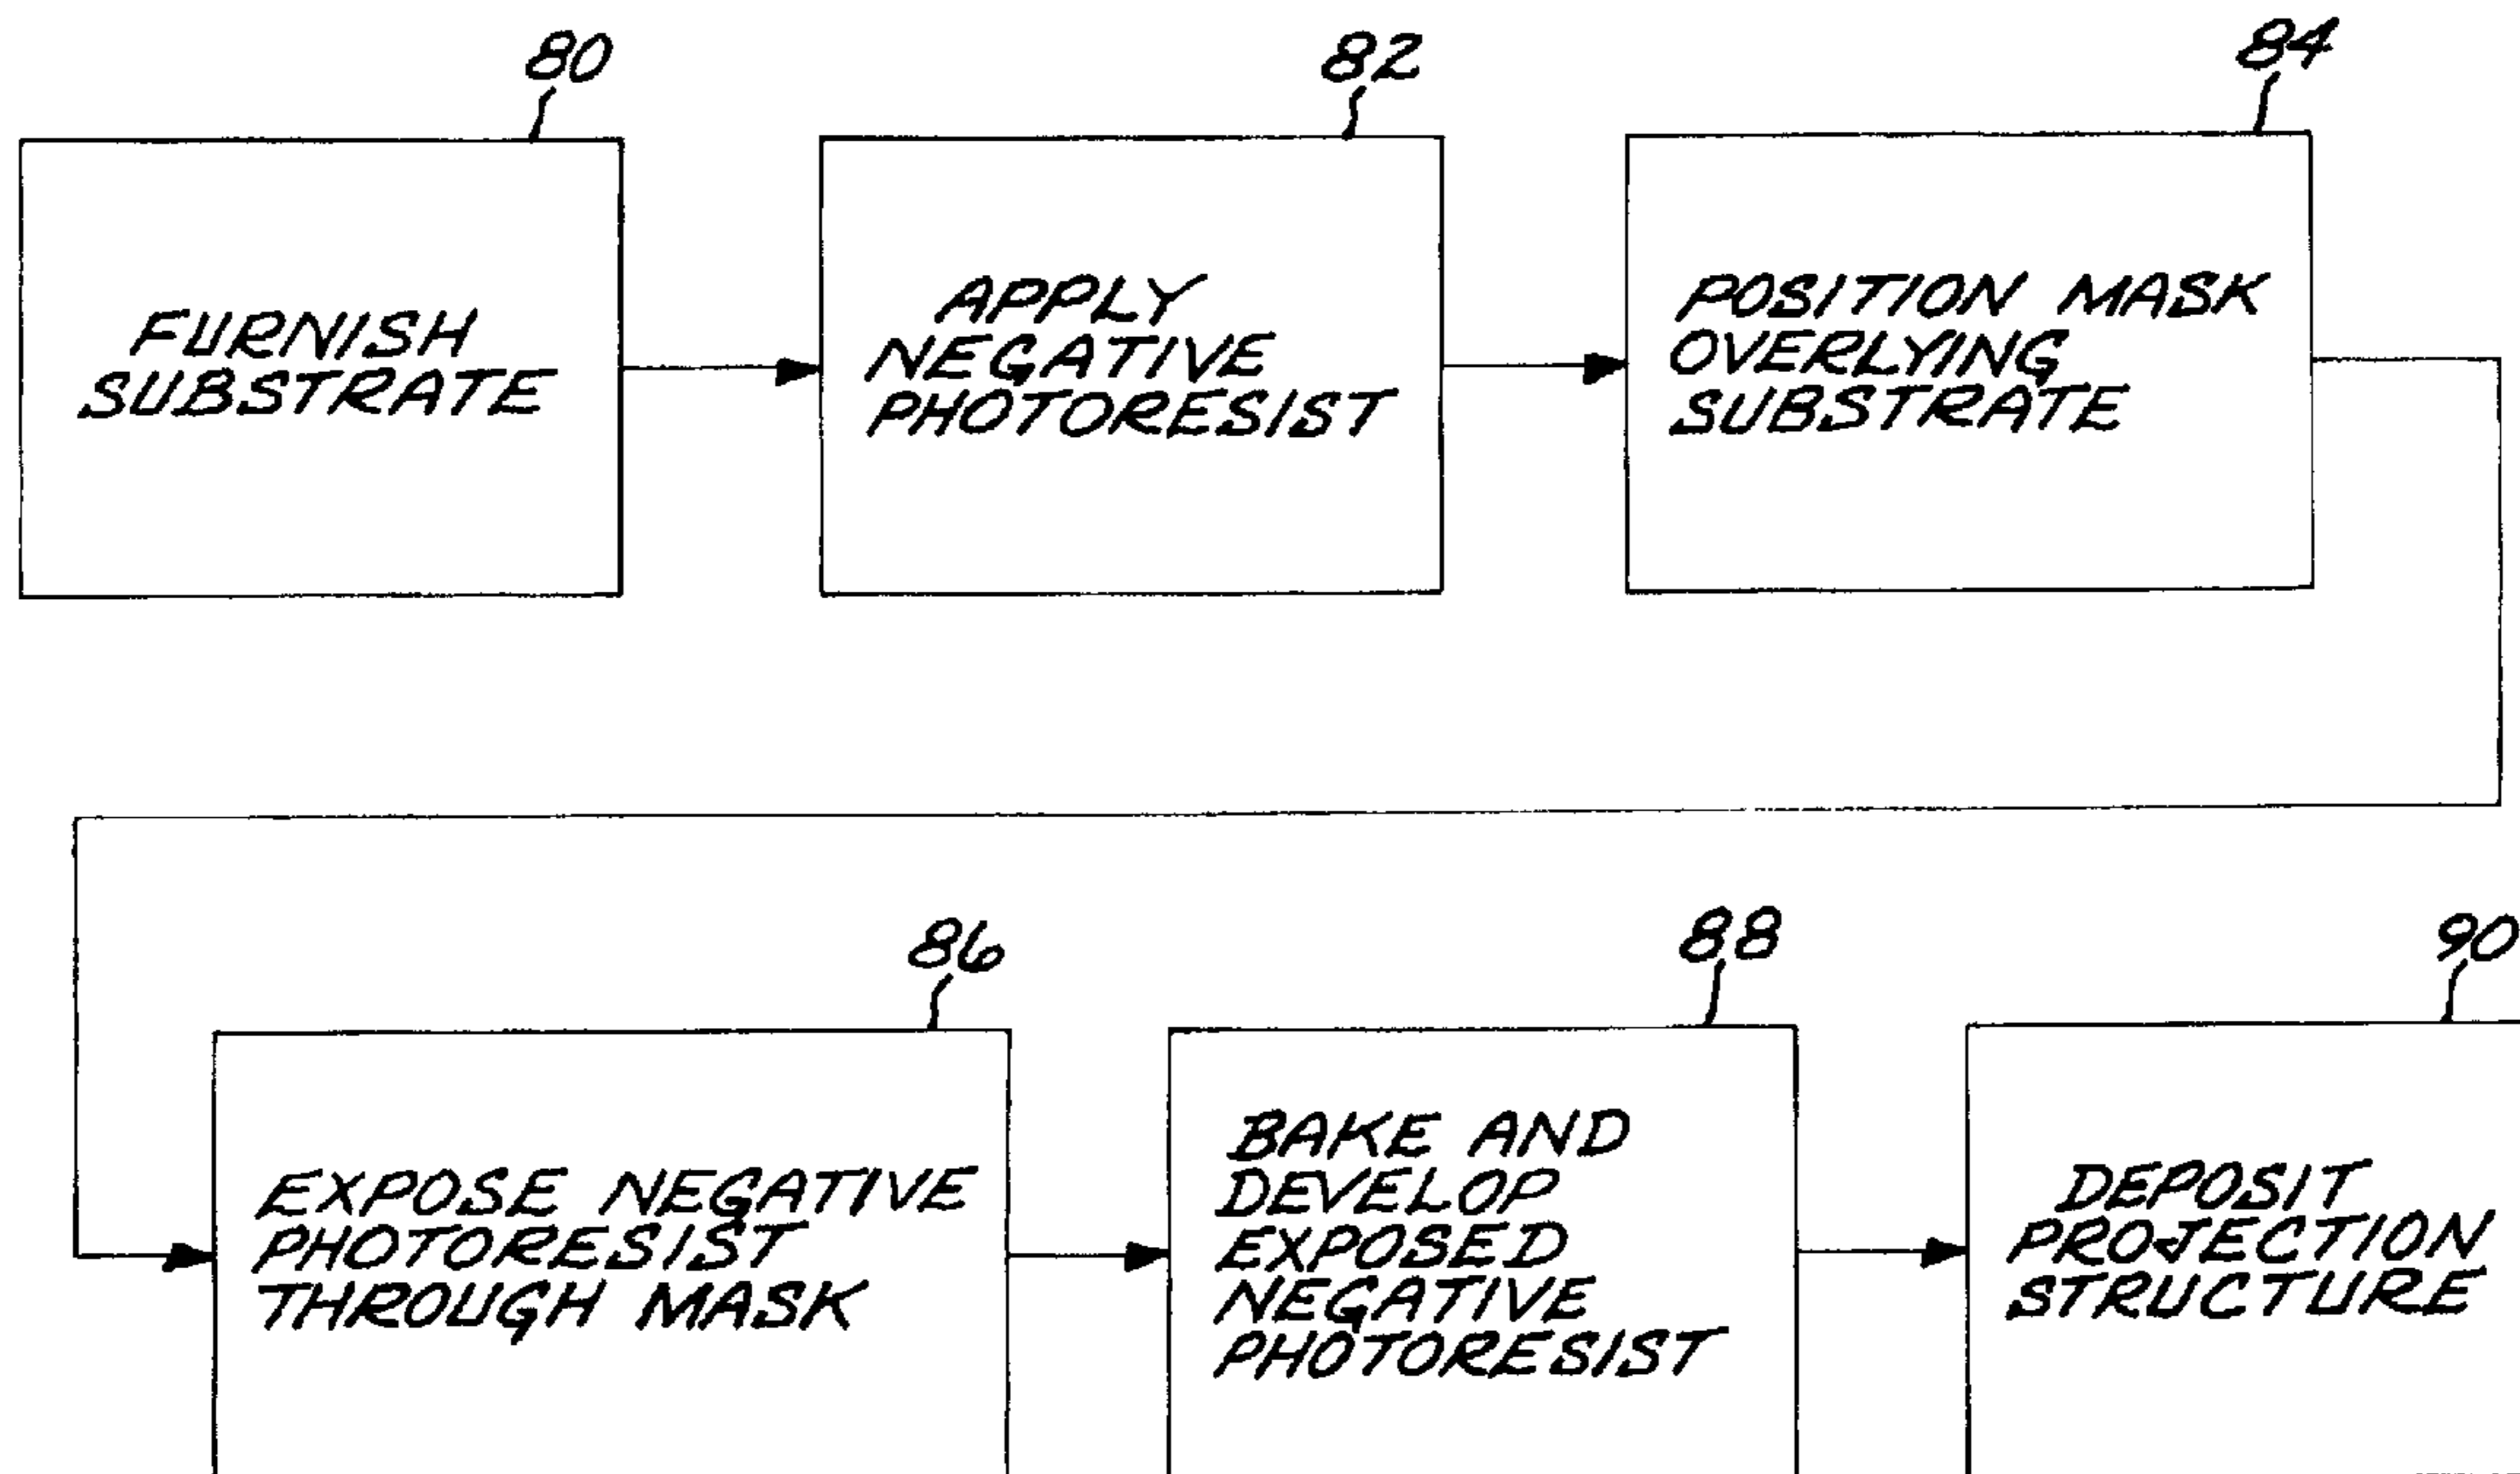 80
82
84
FURNISH
SUBSTRATE
APPLY
NEGATIVE
PHOTORESIST
POSITION MASK
OVERLYING
SUBSTRATE
86
88
90
EXPOSE NEGATIVE
PHOTORESIST
THROUGH MASK
BAKE AND
DEVELOP
EXPOSED
NEGATIVE
PHOTORESIST
DEPOSIT
PROJECTION
STRUCTURE